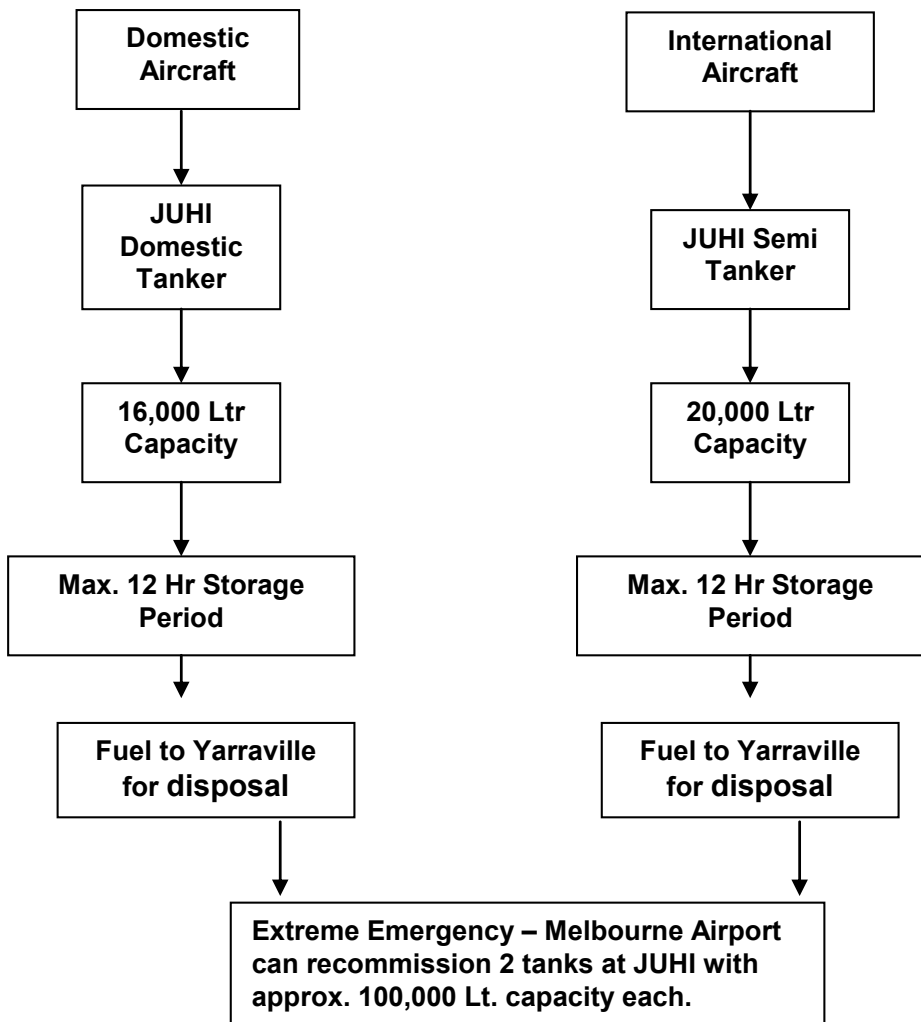 Domestic
Aircraft
JUHI
Domestic
Tanker
16,000 Ltr
Capacity
Max. 12 Hr Storage
Period
Fuel to Yarraville
for disposal
International
Aircraft
JUHI Semi
Tanker
20,000 Ltr
Capacity
Max. 12 Hr Storage
Period
Fuel to Yarraville
for disposal
Extreme Emergency – Melbourne Airport
can recommission 2 tanks at JUHI with
approx. 100,000 Lt. capacity each.